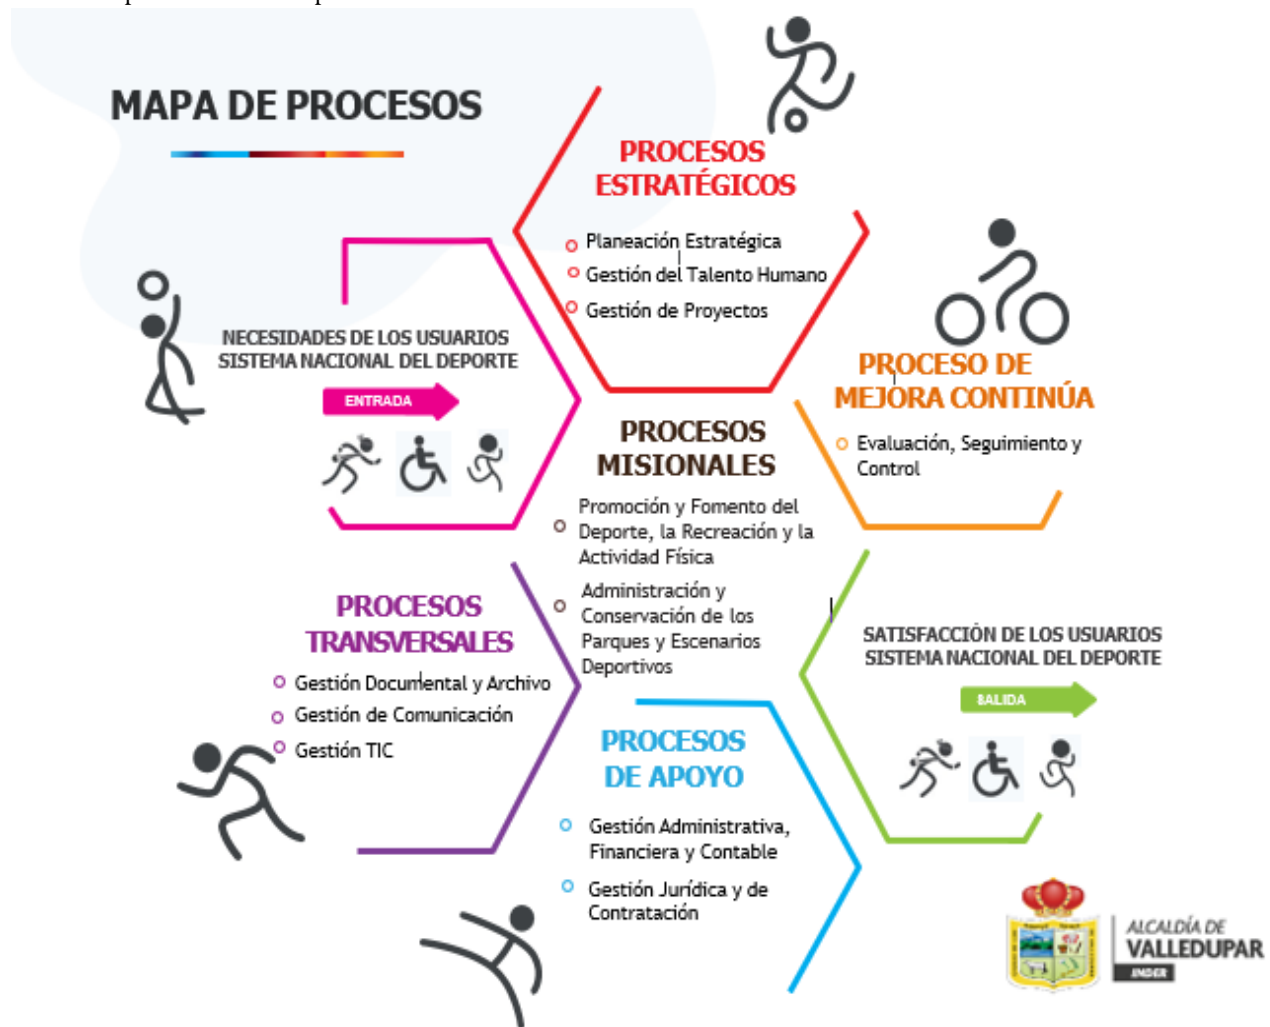 MAPA DE PROCESOS
PROCESOS
ESTRATÉGICOS
Planeación Estratégica
Gestión del Talento Humano
Gestión de Proyectos
NECESIDADES DE LOS USUARIOS
SISTEMA NACIONAL DEL DEPORTE
ENTRADA
PROCESO DE
MEJORA CONTINÚA
Evaluación, Seguimiento y
Control
PROCESOS
MISIONALES
Promoción y Fomento del
Deporte, la Recreación y la
Actividad Física
Administración y
Conservación de los
Parques y Escenarios
Deportivos
PROCESOS
TRANSVERSALES
Gestión Documental y Archivo
Gestión de Comunicación
Gestión TIC
SATISFACCIÓN DE LOS USUARIOS
SISTEMA NACIONAL DEL DEPORTE
SALIDA
PROCESOS
DE APOYO
Gestión Administrativa,
Financiera y Contable
Gestión Jurídica y de
Contratación
ALCALDÍA DE
VALLEDUPAR
INDER